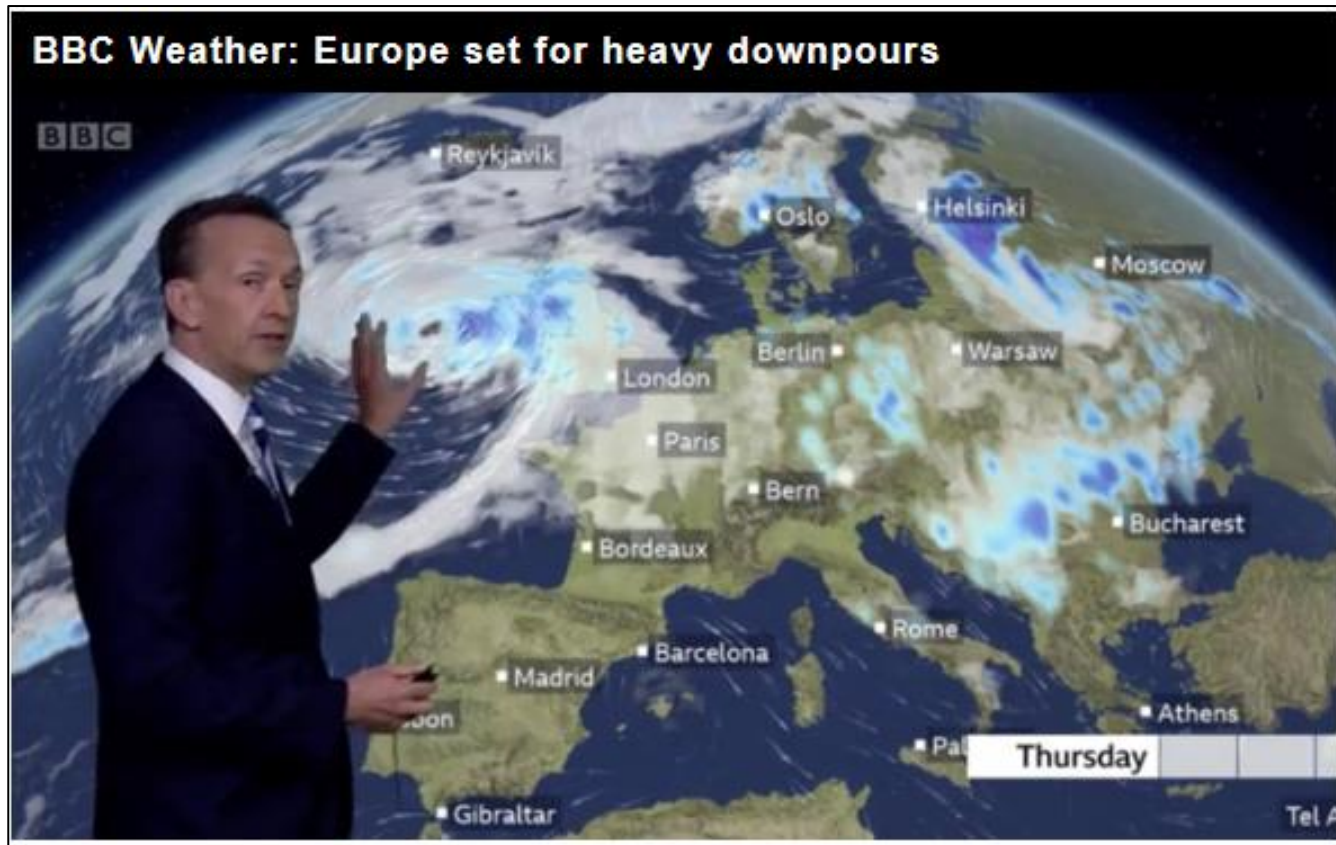 BBC Weather: Europe set for heavy downpours
BBC
Reykjavik
Oslo
Helsinki
Moscow
Berlin
Warsaw
London
Paris
Bern
Bucharest
Bordeaux
Rome
Barcelona
Madrid
Athens
Thursday
Gibraltar
Tel